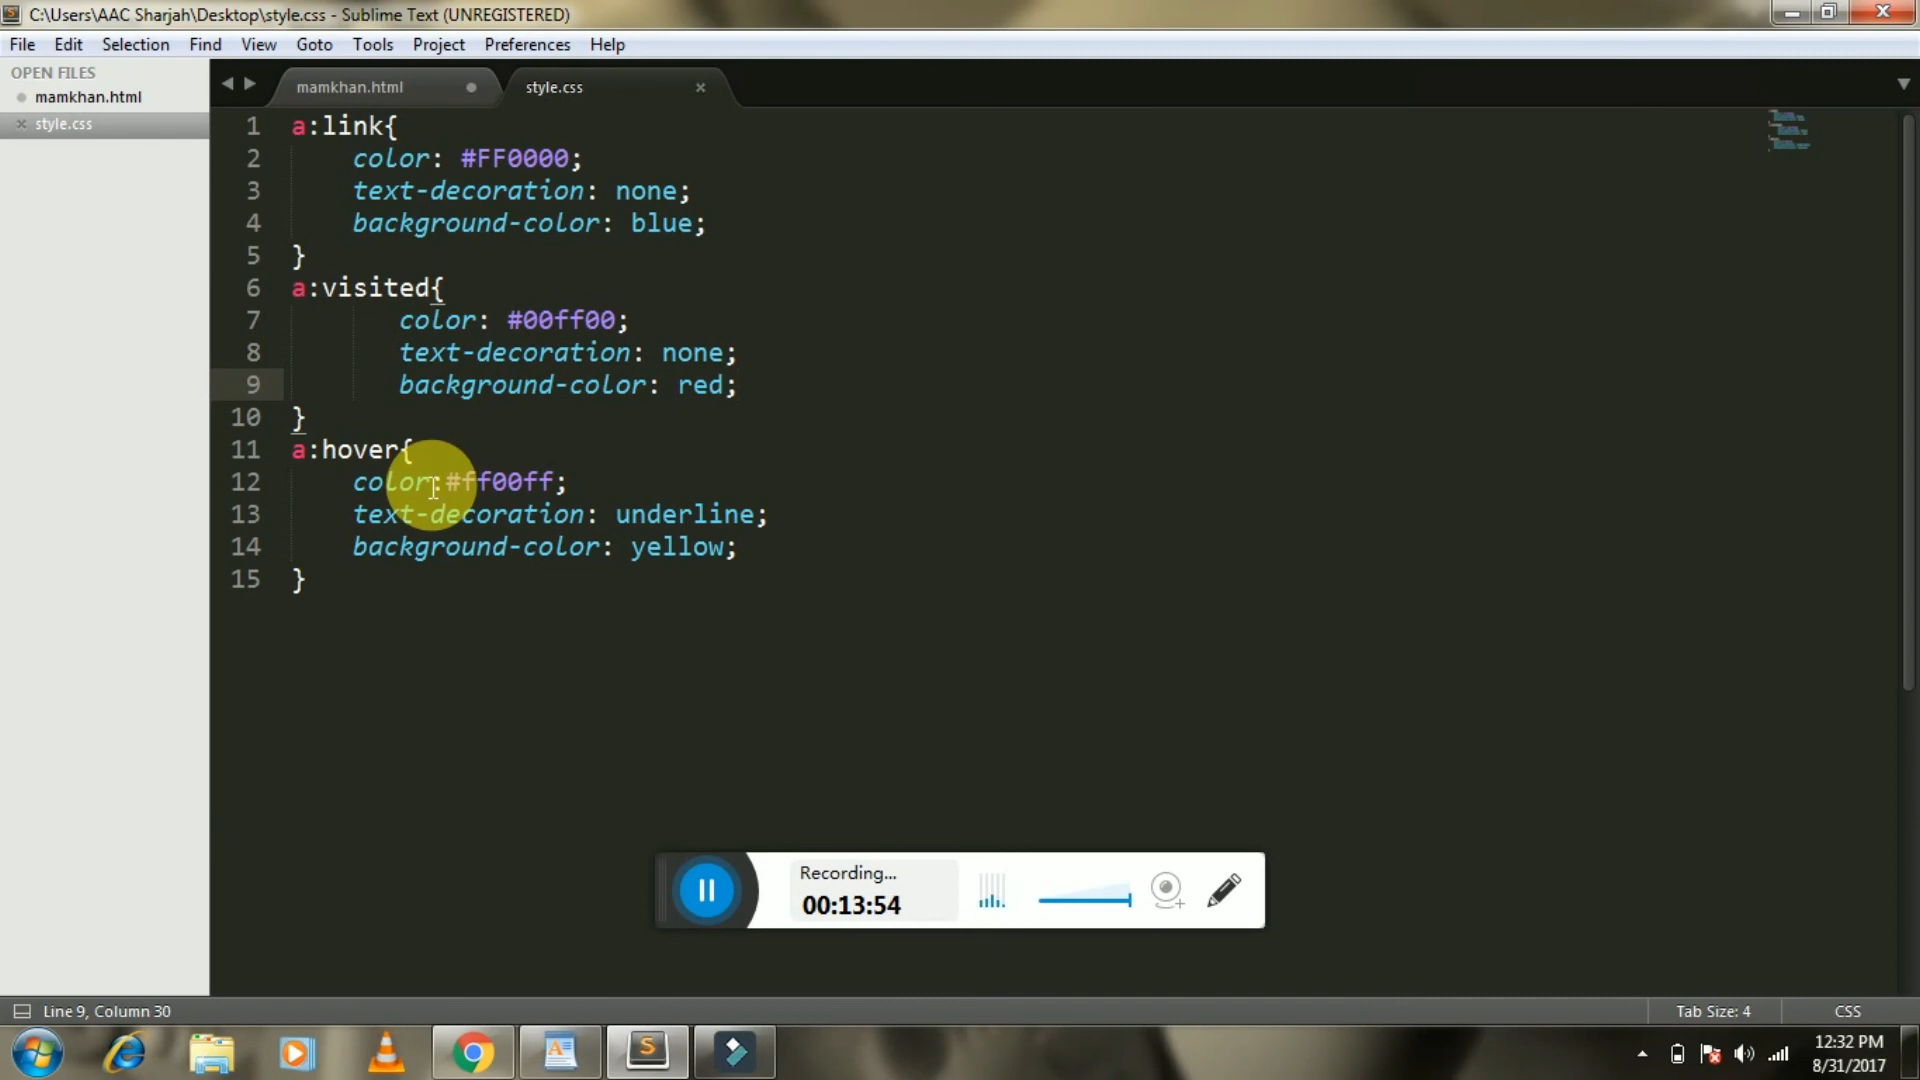 C:\Users\AAC Sharjah\Desktop\style.css - Sublime Text (UNREGISTERED)
File Edit Selection Find View Goto Tools Project Preferences Help
OPEN FILES
mamkhan.html
style.css
mamkhan.html
style.css
1 a:link{
2 color: #FF0000;
3 text-decoration: none;
4 background-color: blue;
5 }
6 a:visited{
7 color: #00ff00;
8 text-decoration: none;
9 background-color: red;
10 }
11 a:hover{
12 color:#ff00ff;
13 text-decoration: underline;
14 background-color: yellow;
15 }
Recording...
00:13:54
Line 9, Column 30
Tab Size: 4
CSS
12:32 PM
8/31/2017